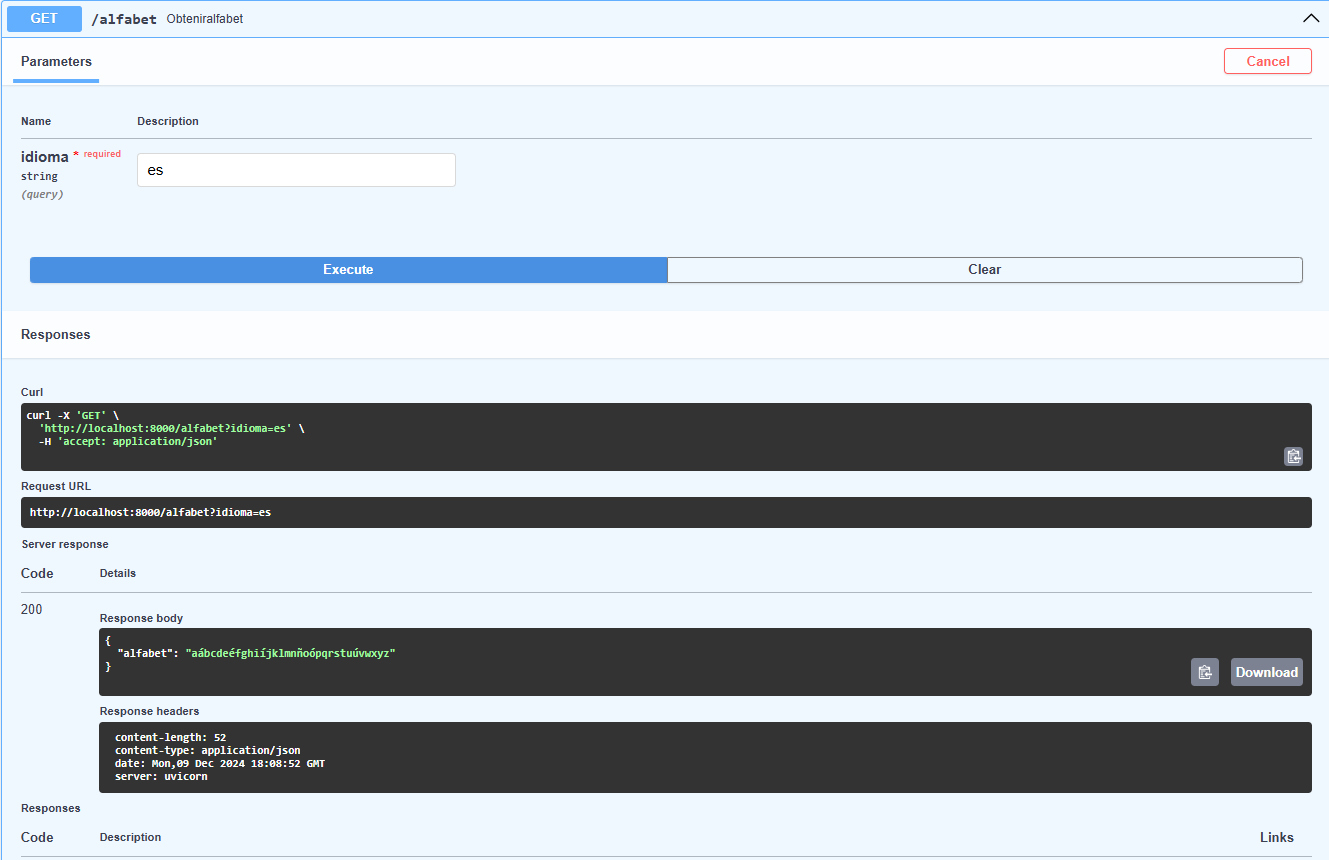 GET /alfabet Obteniralfabet
Parameters
Cancel
Name Description
idioma * required
string
(query)
es
Execute
Clear
Responses
Curl
curl -X 'GET' \
'http://localhost:8000/alfabet?idioma=es' \
-H 'accept: application/json'
Request URL
http://localhost:8000/alfabet?idioma=es
Server response
Code Details
200
Response body
{
"alfabet": "aábcdeéfghiíjklmnñoópqrstuúvwxyz"
}
Download
Response headers
content-length: 52
content-type: application/json
date: Mon,09 Dec 2024 18:08:52 GMT
server: uvicorn
Responses
Code Description Links